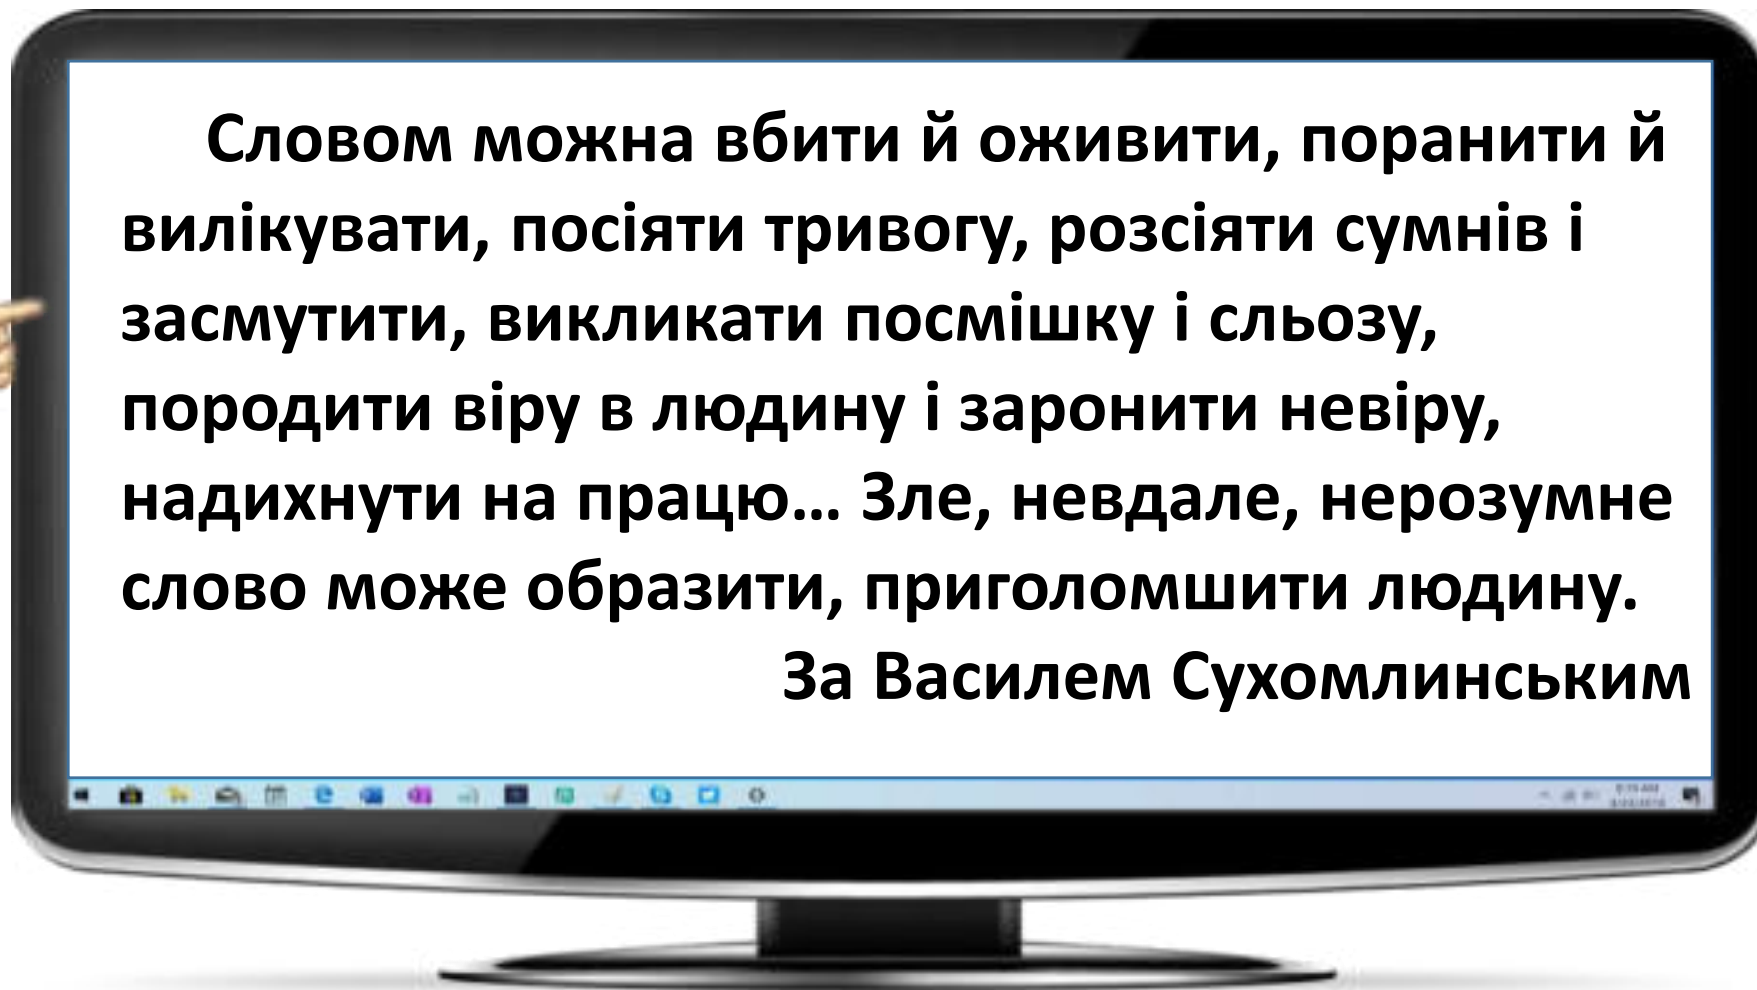 Словом можна вбити й оживити, поранити й
вилікувати, посіяти тривогу, розсіяти сумнів і
засмутити, викликати посмішку і сльозу,
породити віру в людину і заронити невіру,
надихнути на працю... Зле, невдале, нерозумне
слово може образити, приголомшити людину.
За Василем Сухомлинським